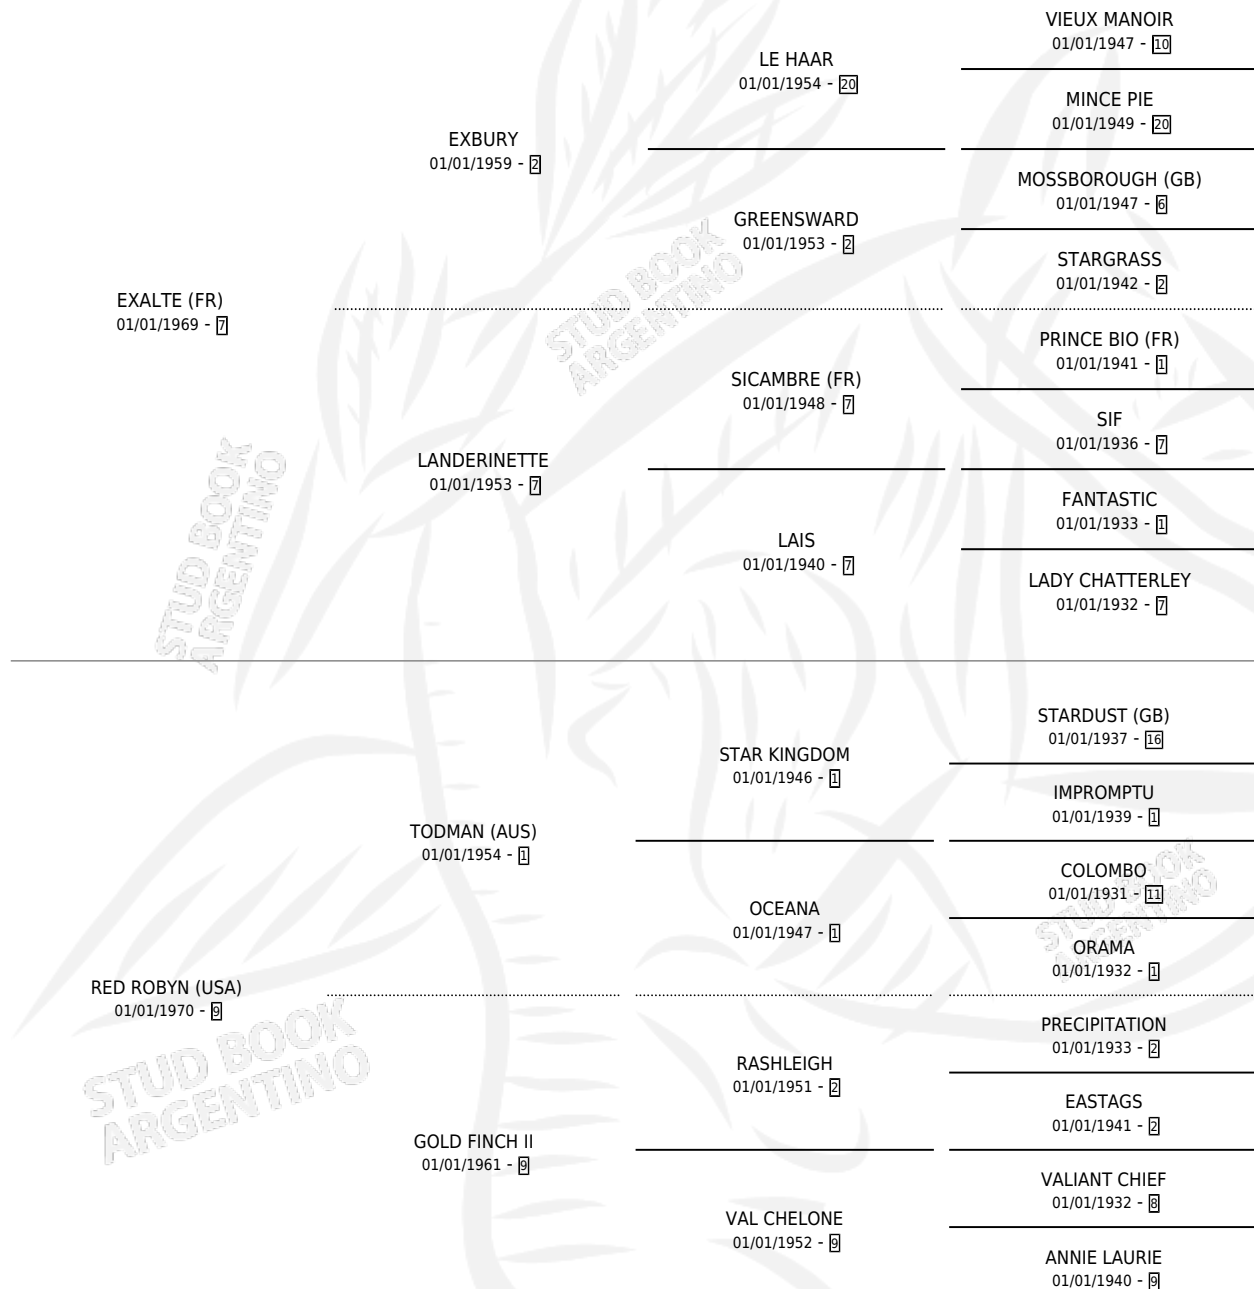 VIEUX MANOIR
01/01/1947 - 10
LE HAAR
01/01/1954 - 20
MINCE PIE
01/01/1949 - 20
EXBURY
01/01/1959 - 2
MOSSBOROUGH (GB)
01/01/1947 - 6
GREENSWARD
01/01/1953 - 2
STARGRASS
01/01/1942 - 2
EXALTE (FR)
01/01/1969 - 7
PRINCE BIO (FR)
01/01/1941 - 1
SICAMBRE (FR)
01/01/1948 - 7
SIF
01/01/1936 - 7
LANDERINETTE
01/01/1953 - 7
FANTASTIC
01/01/1933 - 1
LAIS
01/01/1940 - 7
LADY CHATTERLEY
01/01/1932 - 7
STARDUST (GB)
01/01/1937 - 16
STAR KINGDOM
01/01/1946 - 1
IMPROMPTU
01/01/1939 - 1
TODMAN (AUS)
01/01/1954 - 1
COLOMBO
01/01/1931 - 11
OCEANA
01/01/1947 - 1
ORAMA
01/01/1932 - 1
RED ROBYN (USA)
01/01/1970 - 9
PRECIPITATION
01/01/1933 - 2
RASHLEIGH
01/01/1951 - 2
EASTAGS
01/01/1941 - 2
GOLD FINCH II
01/01/1961 - 9
VALIANT CHIEF
01/01/1932 - 8
VAL CHELONE
01/01/1952 - 9
ANNIE LAURIE
01/01/1940 - 9
STUD BOOK
ARGENTINO
STUD BOOK
ARGENTINO
STUD BOOK
ARGENTINO
STUD BOOK
ARGENTINO